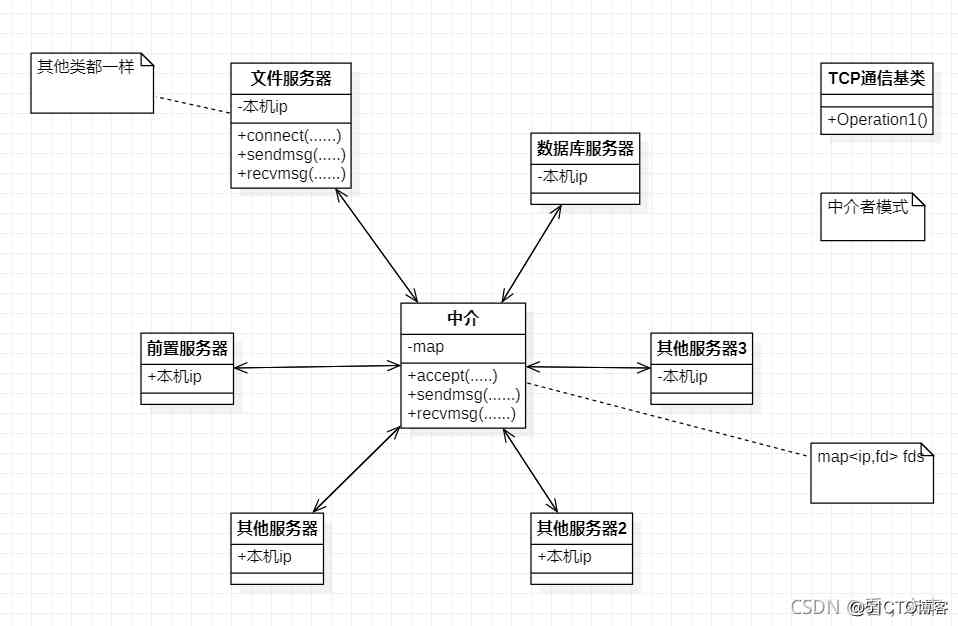 其他类都一样
文件服务器
-本机ip
+connect(......)
+sendmsg(.....)
+recvmsg(......)
TCP通信基类
+Operation1()
数据库服务器
-本机ip
中介者模式
中介
-map
+accept(.....)
+sendmsg(......)
+recvmsg(......)
前置服务器
+本机ip
其他服务器3
-本机ip
map<ip,fd> fds
其他服务器
+本机ip
其他服务器2
+本机ip
CSDN @51CTO博客